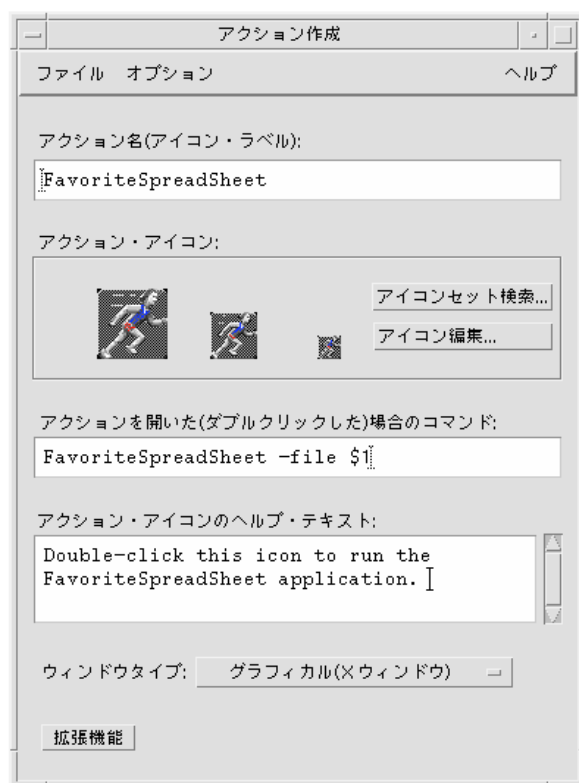 アクション作成
ファイル オプション ヘルプ
アクション名(アイコン・ラベル):
FavoriteSpreadSheet
アクション・アイコン:
アイコンセット検索...
アイコン編集...
アクションを開いた(ダブルクリックした)場合のコマンド:
FavoriteSpreadSheet -file $1
アクション・アイコンのヘルプ・テキスト:
Double-click this icon to run the
FavoriteSpreadSheet application.
ウィンドウタイプ: グラフィカル(Xウィンドウ)
拡張機能